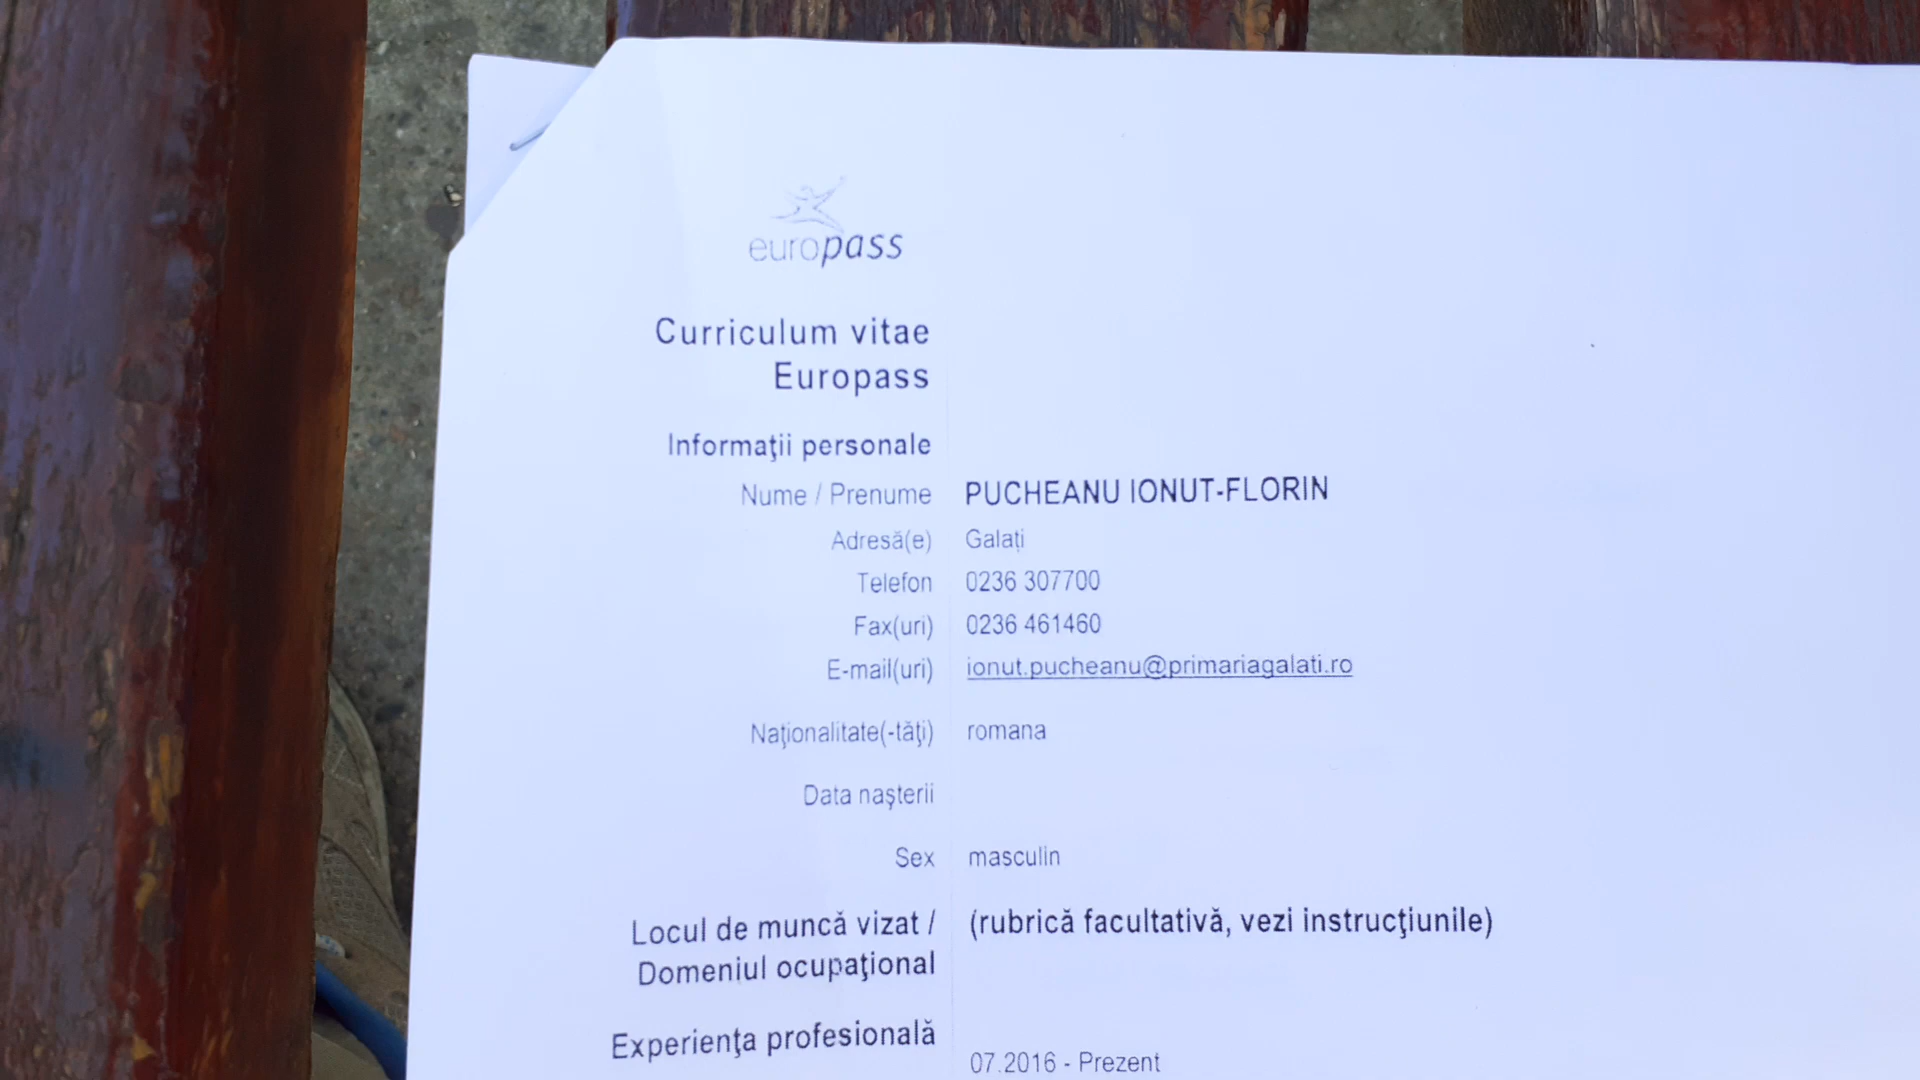 europass
Curriculum vitae
Europass
Informaţii personale
Nume / Prenume PUCHEANU IONUT-FLORIN
Adresă(e) Galați
Telefon 0236 307700
Fax(uri) 0236 461460
E-mail(uri) ionut.pucheanu@primariagalati.ro
Naţionalitate(-tăţi) romana
Data naşterii
Sex masculin
Locul de muncă vizat / (rubrică facultativă, vezi instrucţiunile)
Domeniul ocupaţional
Experienţa profesională
07.2016 - Prezent